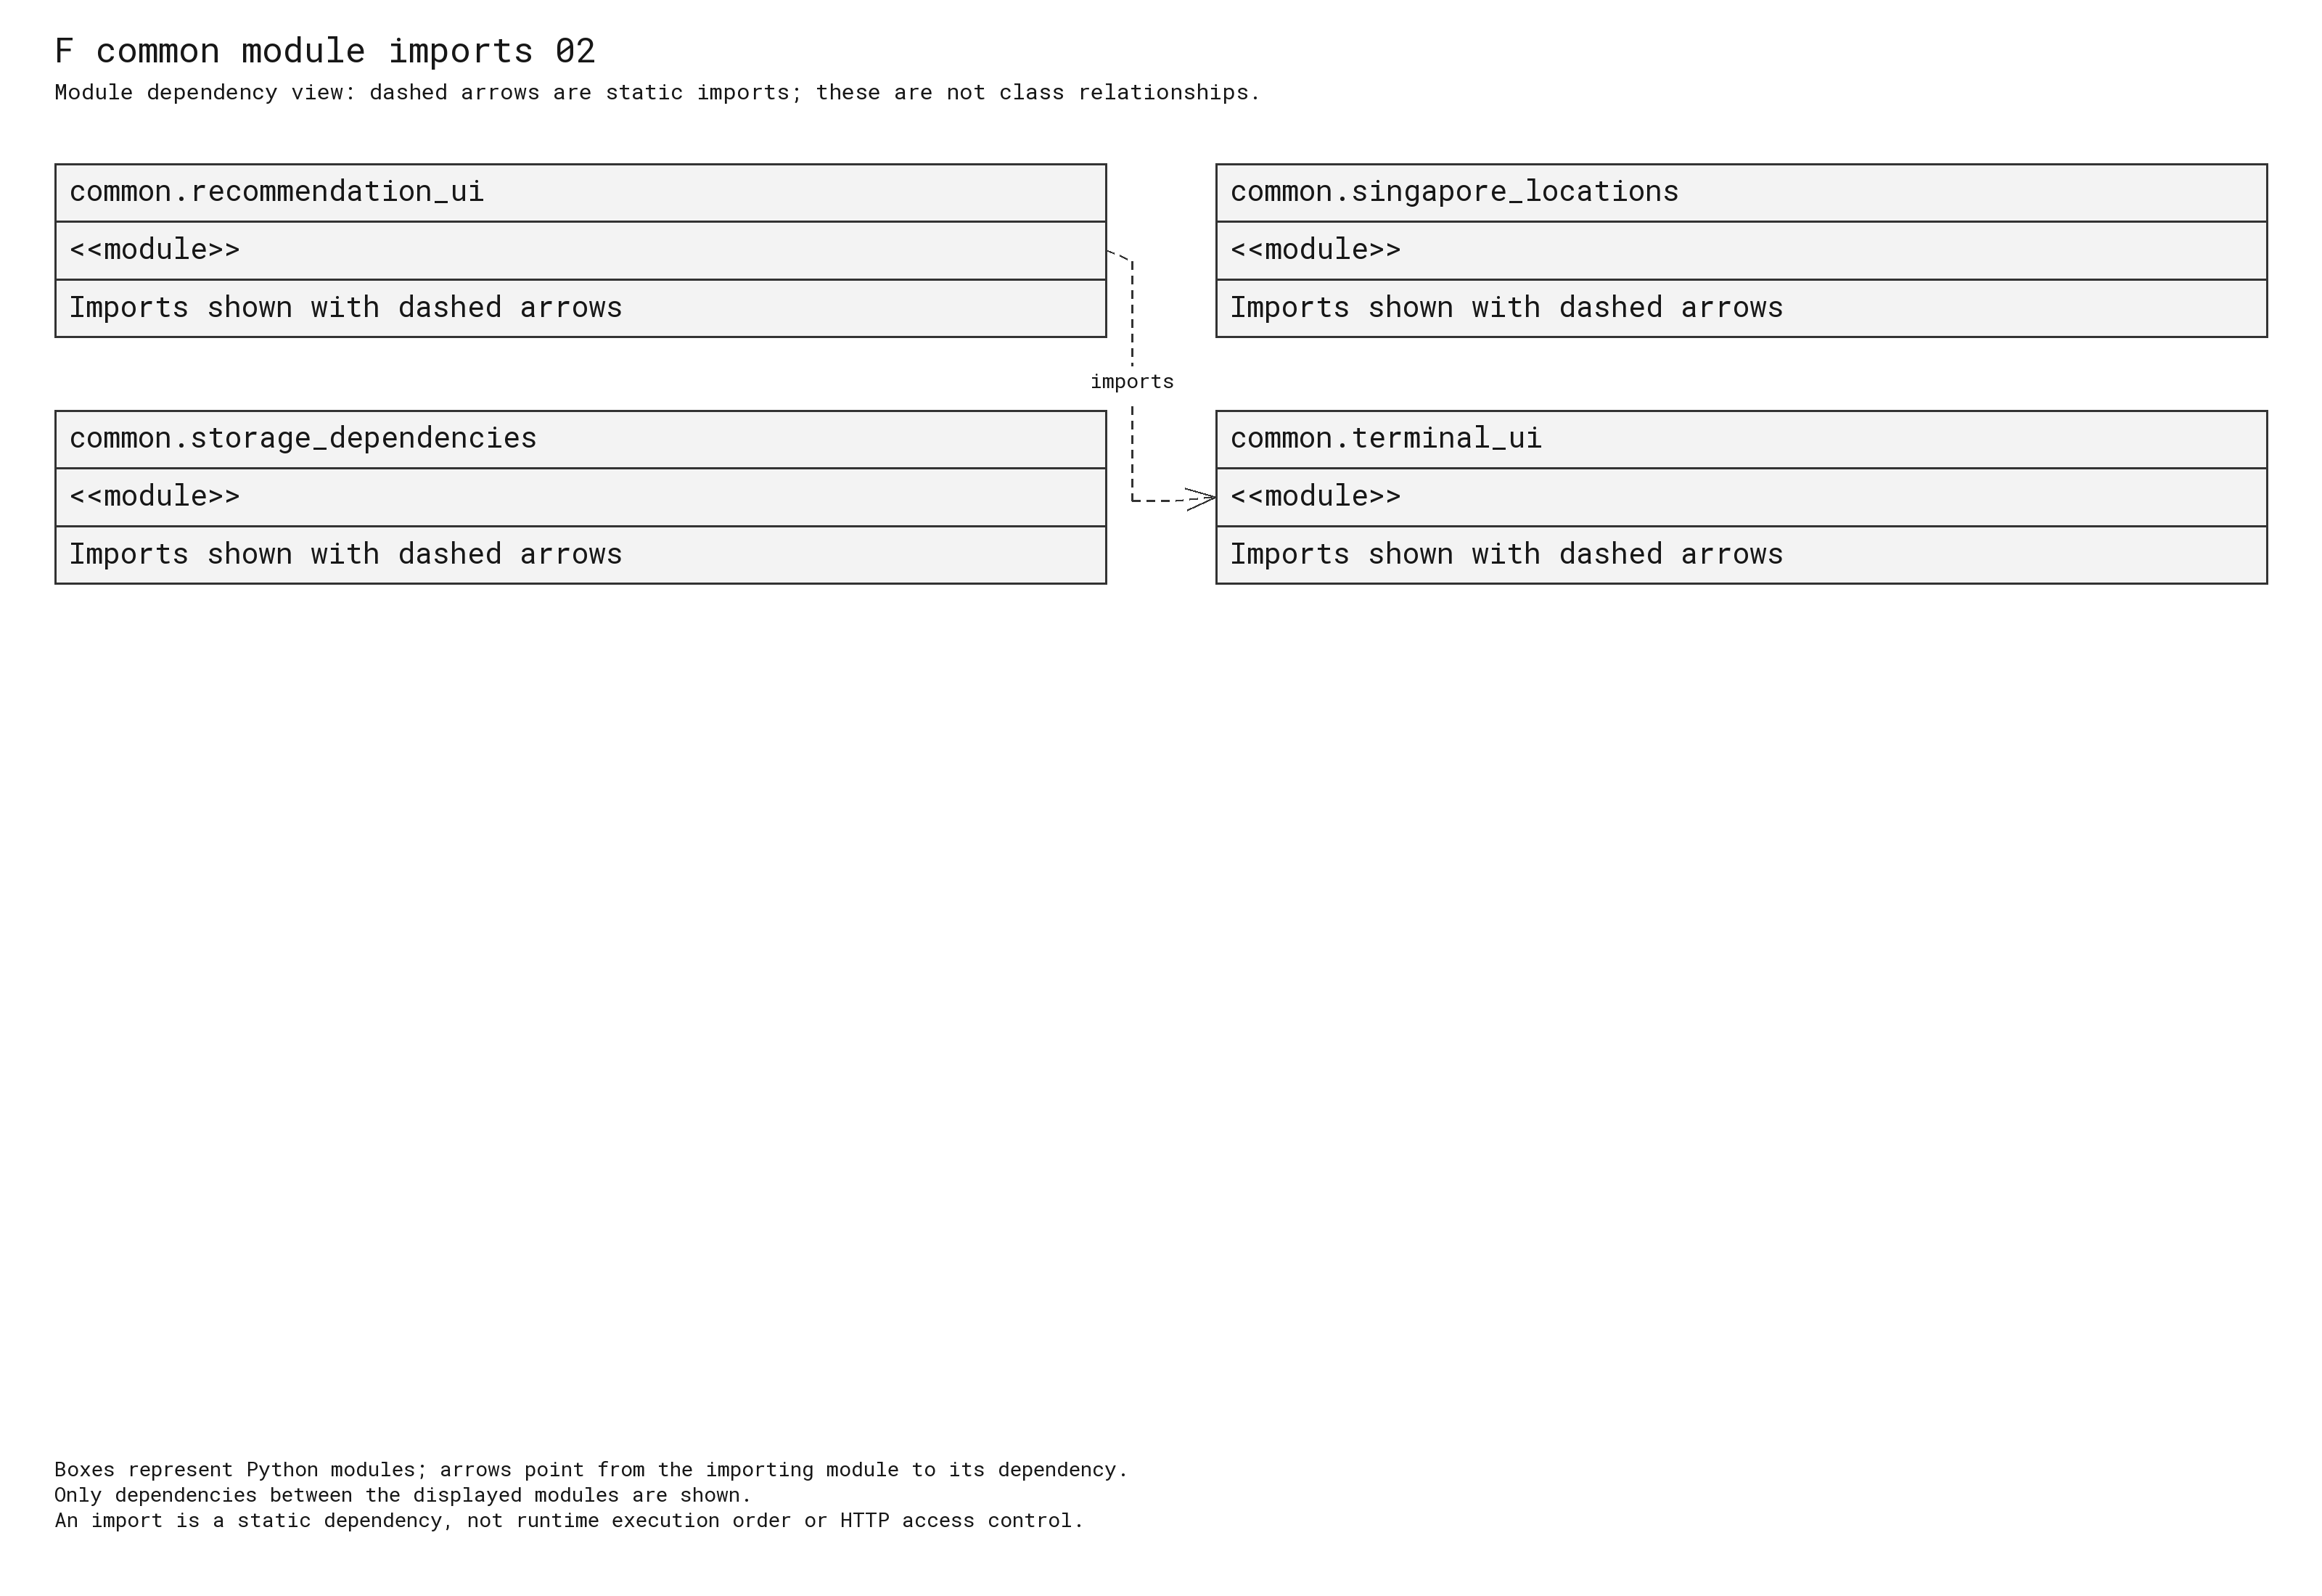 F common module imports 02
Module dependency view: dashed arrows are static imports; these are not class relationships.
common.recommendation_ui
<<module>>
Imports shown with dashed arrows
common.singapore_locations
<<module>>
Imports shown with dashed arrows
imports
common.storage_dependencies
<<module>>
Imports shown with dashed arrows
common.terminal_ui
<<module>>
Imports shown with dashed arrows
Boxes represent Python modules; arrows point from the importing module to its dependency.
Only dependencies between the displayed modules are shown.
An import is a static dependency, not runtime execution order or HTTP access control.